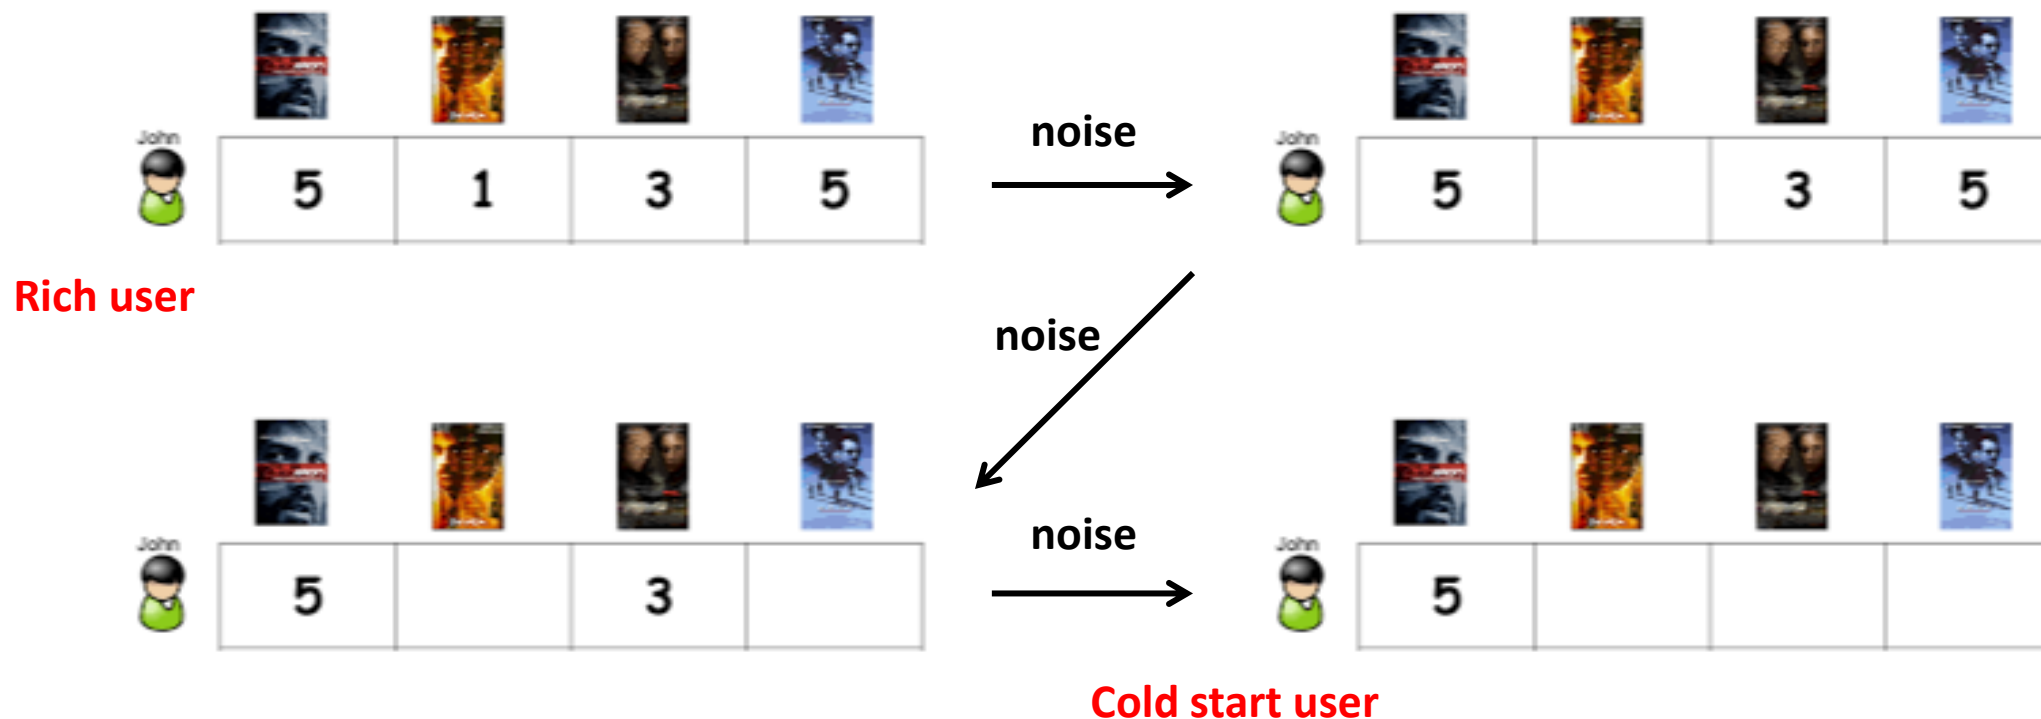 John
5 1 3 5
noise
John
5 3 5
Rich user
noise
John
5 3
noise
John
5
Cold start user